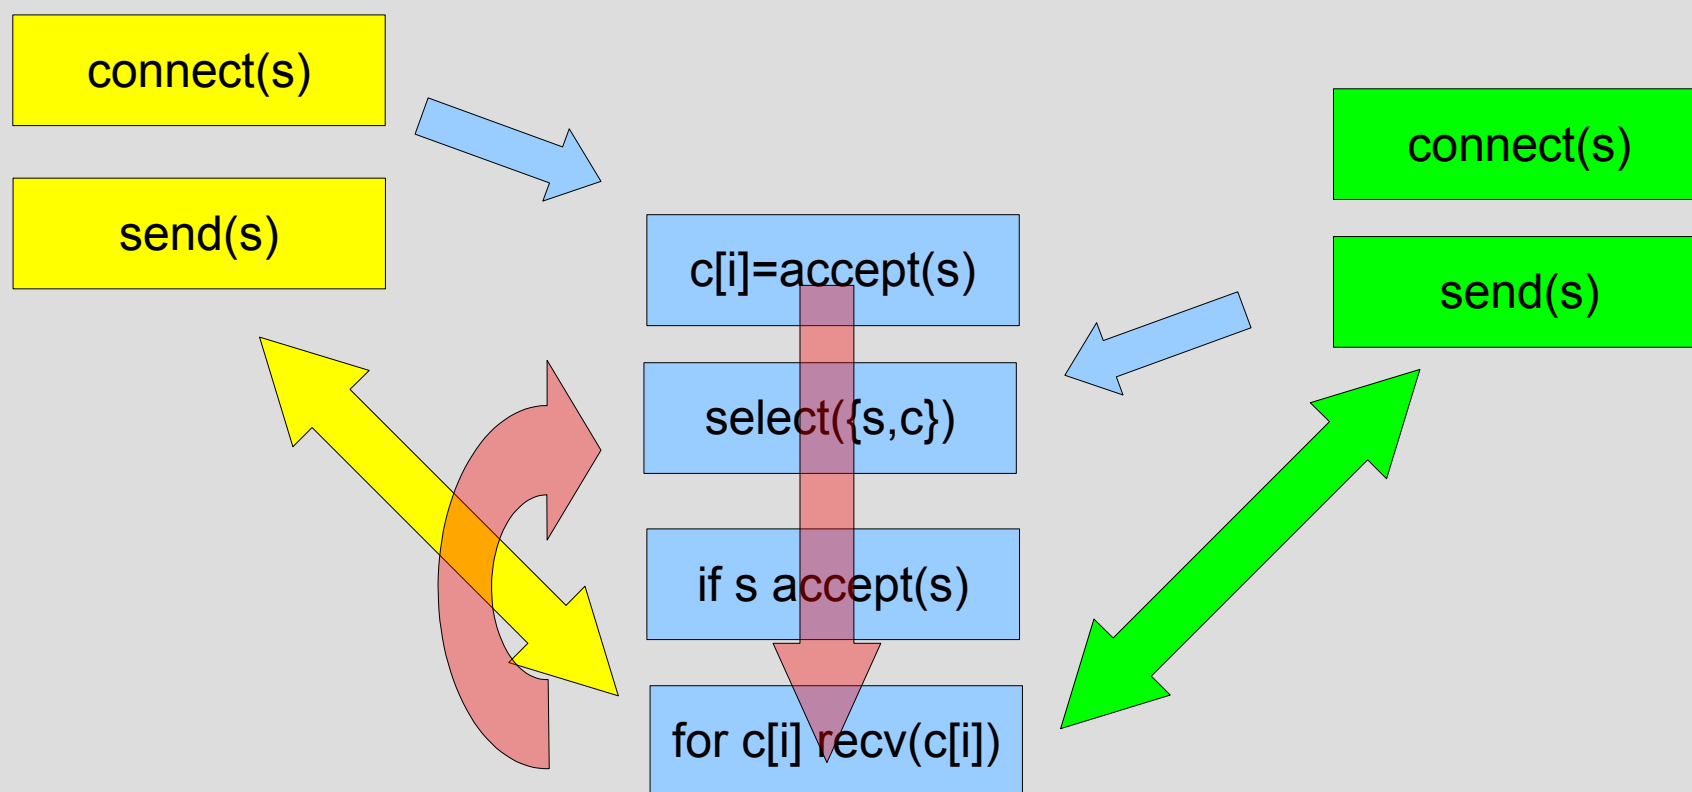 connect(s)
send(s)
c[i]=accept(s)
select({s,c})
if s accept(s)
for c[i] recv(c[i])
connect(s)
send(s)